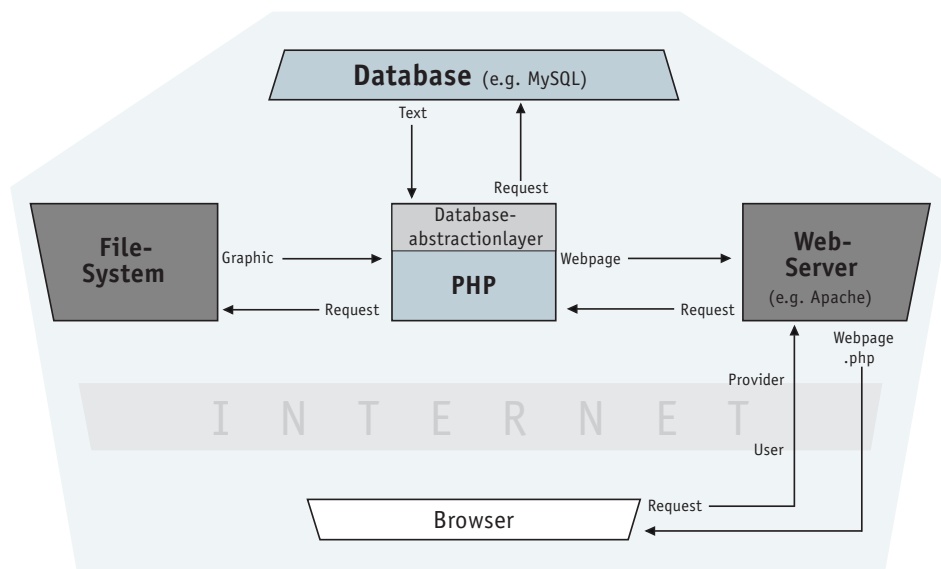 Database (e.g. MySQL)
Text
Request
Database-
abstractionlayer
PHP
File-
System
Graphic
Request
Webpage
Request
Web-
Server
(e.g. Apache)
Webpage
.php
Provider
INTERNET
User
Request
Browser